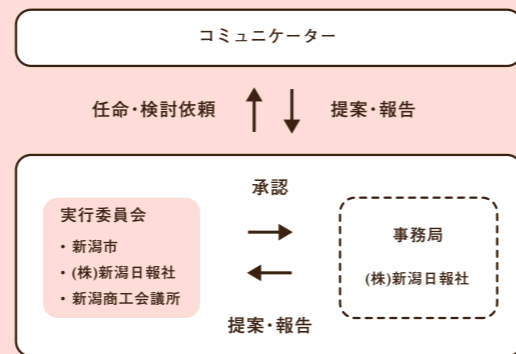 コミュニケーター
任命・検討依頼
提案・報告
承認
実行委員会
・新潟市
・(株)新潟日報社
・新潟商工会議所
事務局
(株)新潟日報社
提案・報告